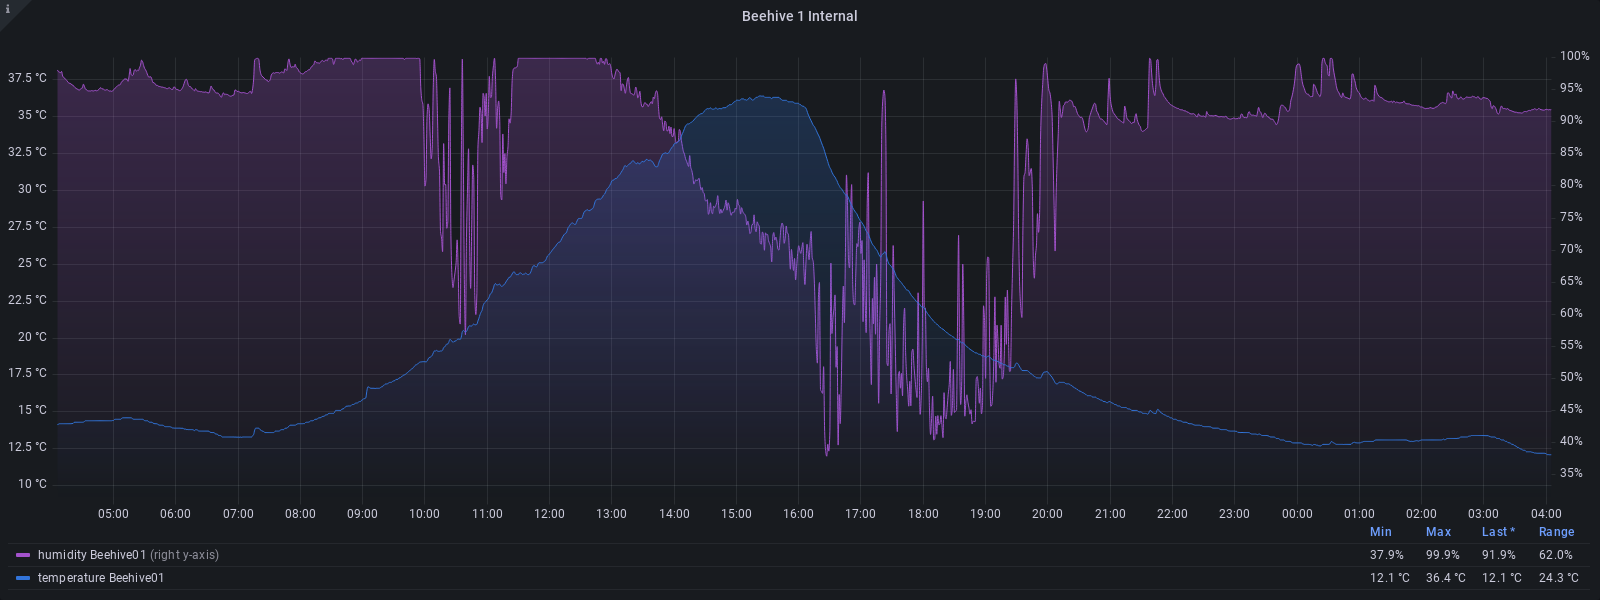 i
Beehive 1 Internal
37.5 °C
35 °C
32.5 °C
30 °C
27.5 °C
25 °C
22.5 °C
20 °C
17.5 °C
15 °C
12.5 °C
10 °C
100%
95%
90%
85%
80%
75%
70%
65%
60%
55%
50%
45%
40%
35%
05:00 06:00 07:00 08:00 09:00 10:00 11:00 12:00 13:00 14:00 15:00 16:00 17:00 18:00 19:00 20:00 21:00 22:00 23:00 00:00 01:00 02:00 03:00 04:00
Min Max Last * Range
humidity Beehive01 (right y-axis) 37.9% 99.9% 91.9% 62.0%
temperature Beehive01 12.1 °C 36.4 °C 12.1 °C 24.3 °C